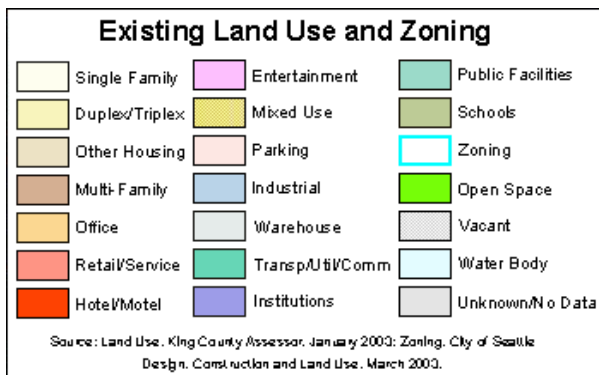 Existing Land Use and Zoning
Single Family
Entertainment
Public Facilities
Duplex/Triplex
Mixed Use
Schools
Other Housing
Parking
Zoning
Multi-Family
Industrial
Open Space
Office
Warehouse
Vacant
Retail/Service
Transp/Util/Comm
Water Body
Hotel/Motel
Institutions
Unknown/No Data
Source: Land Use, King County Assessor, January 2003; Zoning, City of Seattle
Design, Construction and Land Use, March 2003.